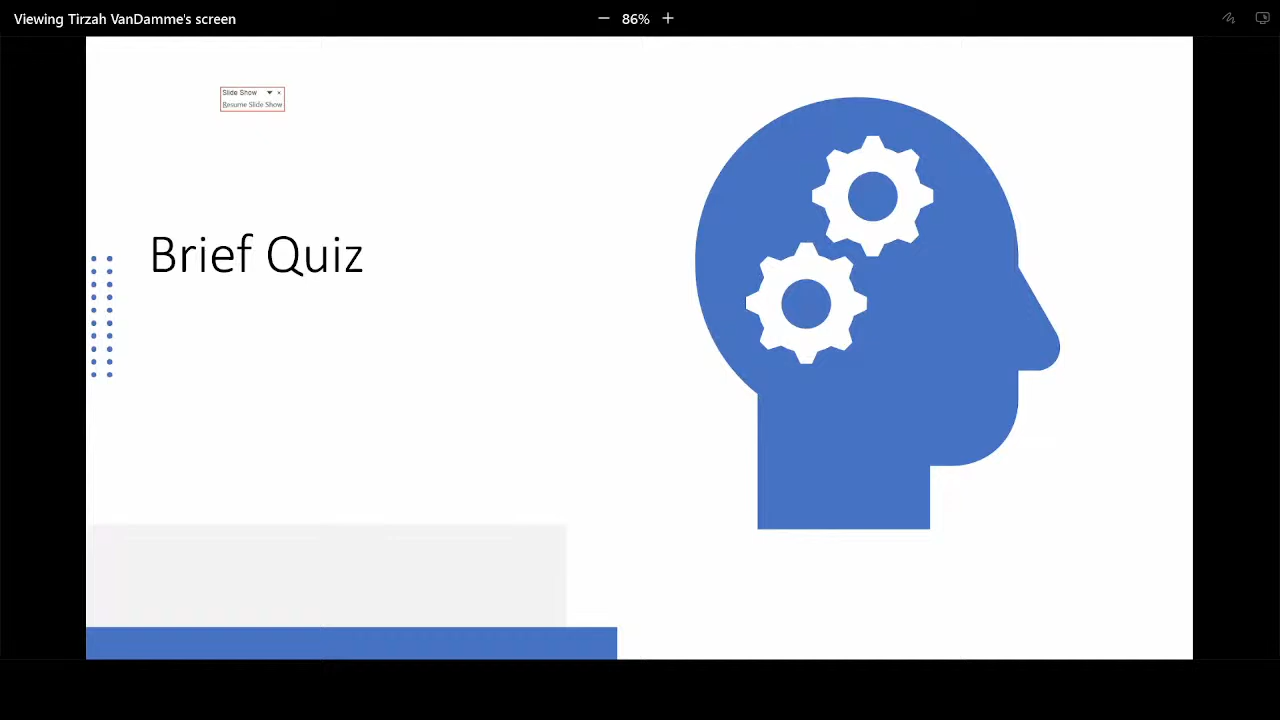 Viewing Tirzah VanDamme's screen
86%
Slide Show
Resume Slide Show
Brief Quiz